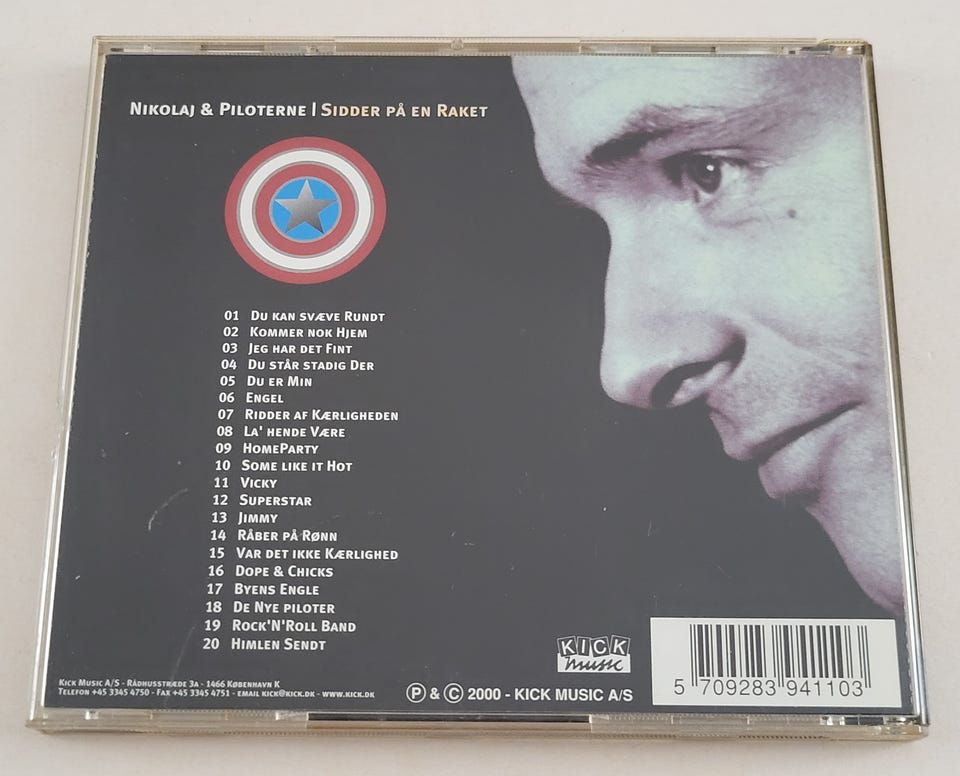 Nikolaj & Piloterne | Sidder på en Raket
01 Du kan svæve Rundt
02 Kommer nok Hjem
03 Jeg har det Fint
04 Du står stadig Der
05 Du er Min
06 Engel
07 Ridder af Kærligheden
08 La' hende Være
09 HomeParty
10 Some like it Hot
11 Vicky
12 Superstar
13 Jimmy
14 Råber på Rønn
15 Var det ikke Kærlighed
16 Dope & Chicks
17 Byens Engle
18 De Nye piloter
19 Rock'N'Roll Band
20 Himlen Sendt
KICK
music
Kick Music A/S - Rådhusstræde 3a - 1466 København K
Telefon +45 3345 4750 - Fax +45 3345 4751 - email kick@kick.dk - www.kick.dk
Ⓟ & © 2000 - KICK MUSIC A/S
5 709283 941103